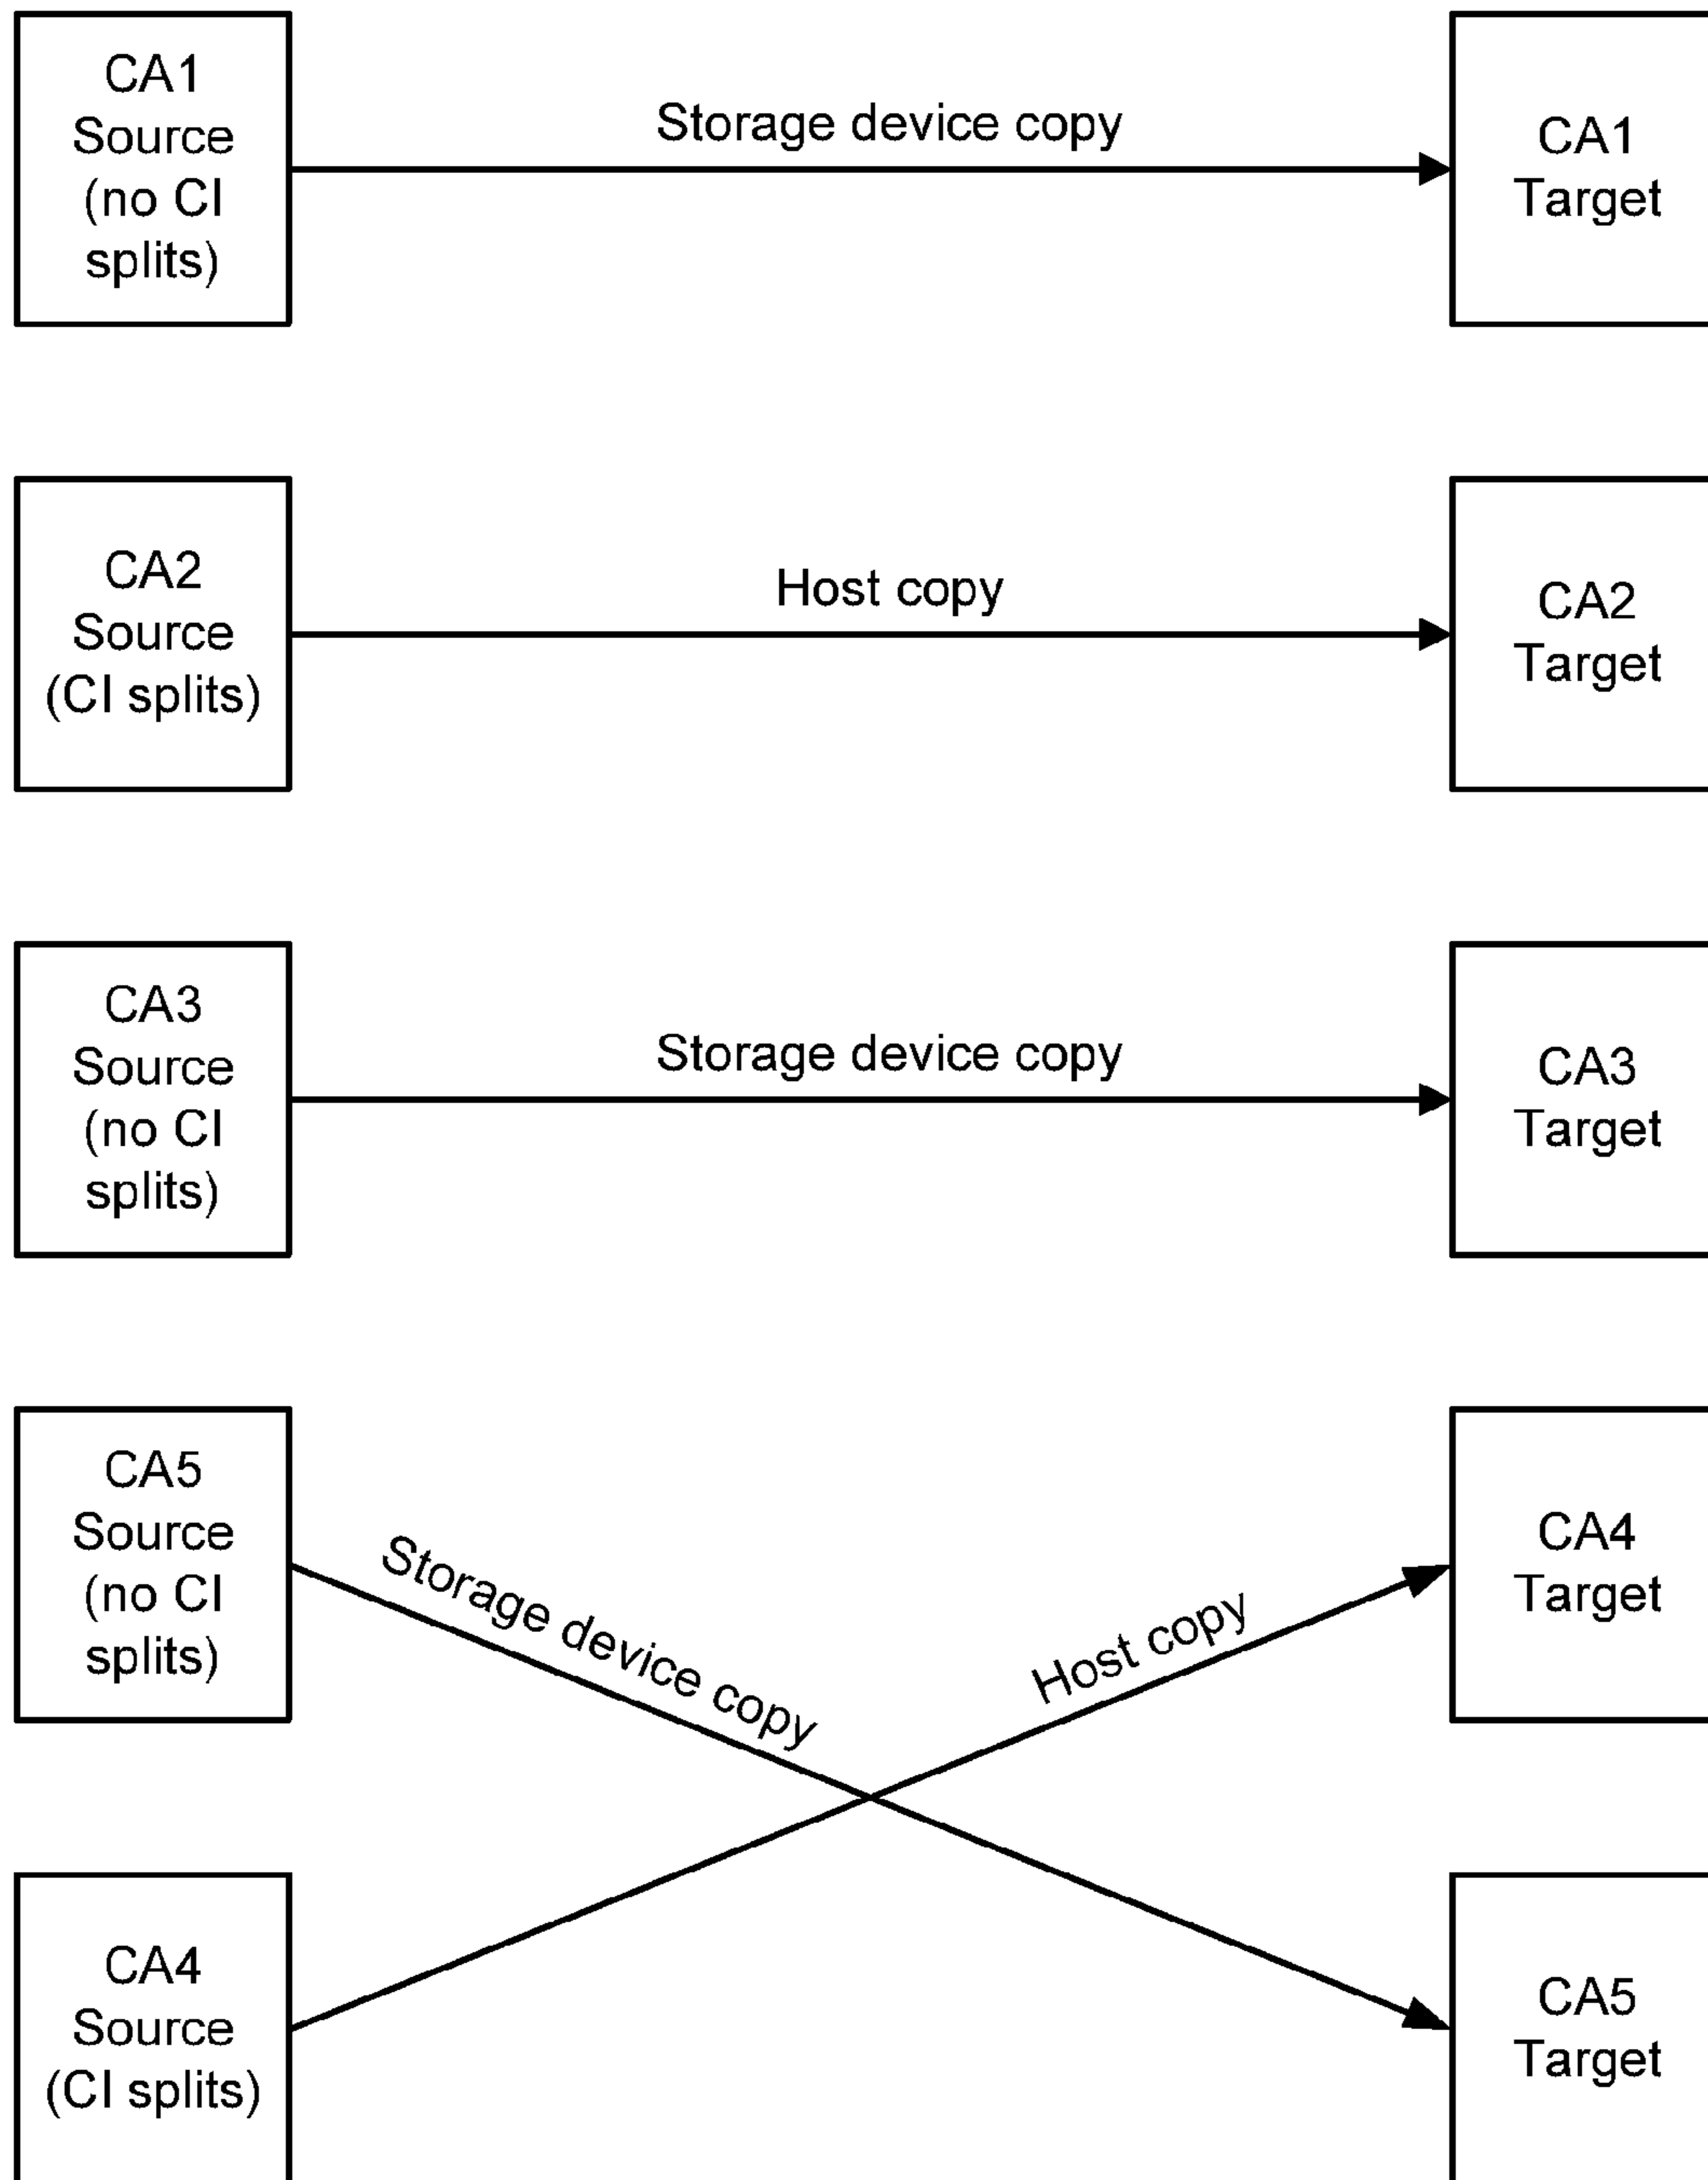 CA1
Source
(no CI
splits)
Storage device copy
CA1
Target
CA2
Source
(CI splits)
Host copy
CA2
Target
CA3
Source
(no CI
splits)
Storage device copy
CA3
Target
CA5
Source
(no CI
splits)
Storage device copy
Host copy
CA4
Target
CA4
Source
(CI splits)
CA5
Target